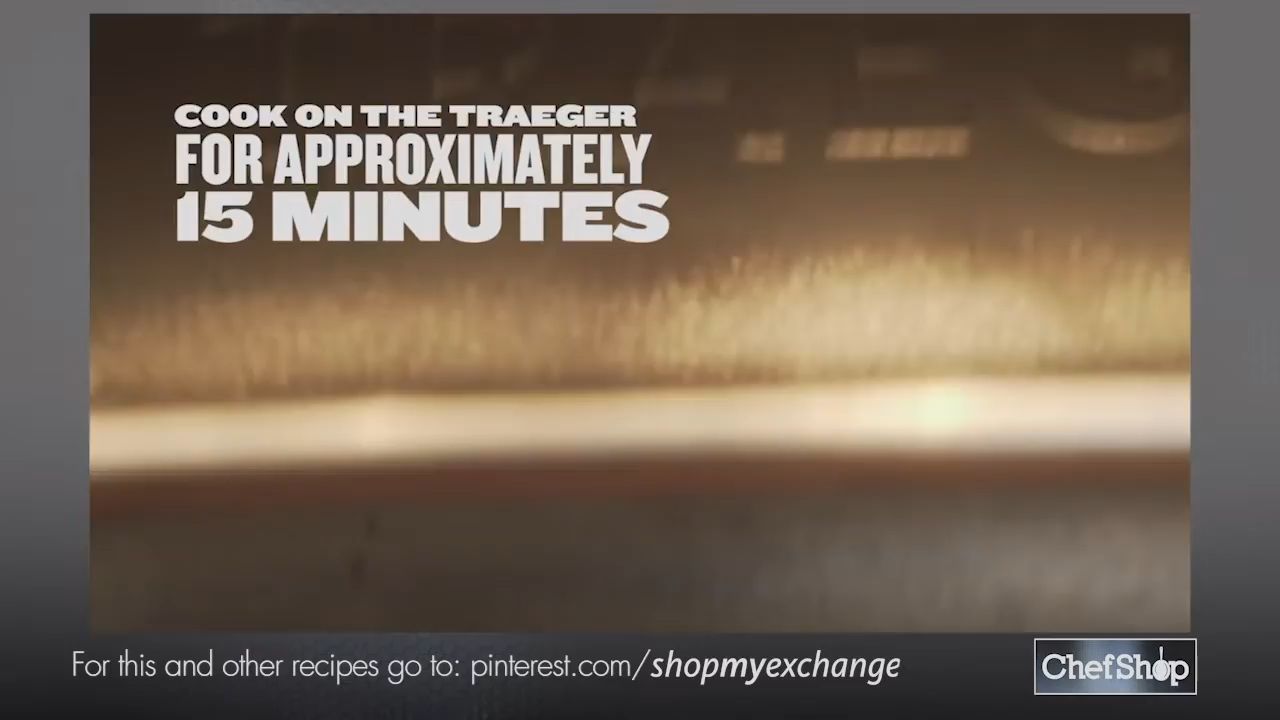 COOK ON THE TRAEGER
FOR APPROXIMATELY
15 MINUTES
For this and other recipes go to: pinterest.com/shopmyexchange
ChefShop